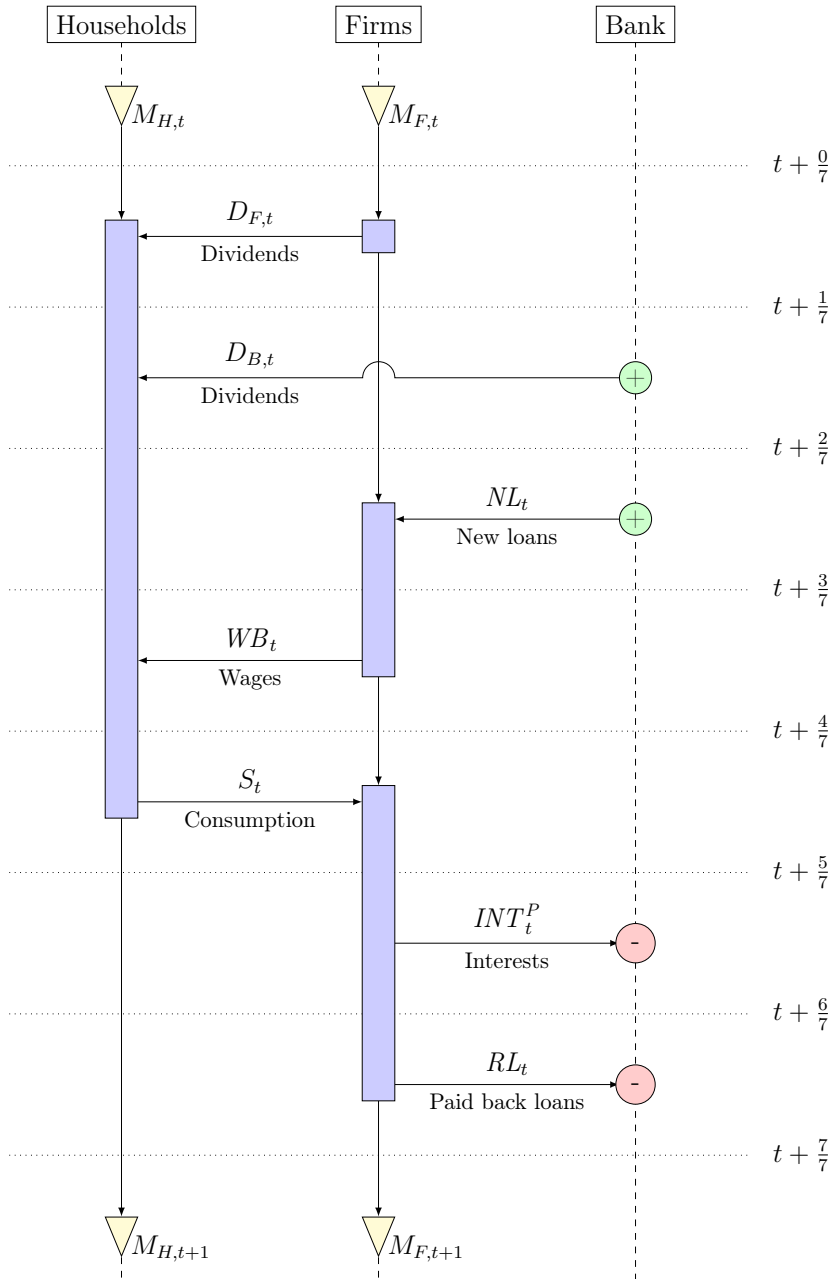 Households Firms Bank
M_{H,t} M_{F,t}
t + 0/7
D_{F,t}
Dividends
t + 1/7
D_{B,t}
+
Dividends
t + 2/7
NL_t
+
New loans
t + 3/7
WB_t
Wages
t + 4/7
S_t
Consumption
t + 5/7
INT_t^P
-
Interests
t + 6/7
RL_t
-
Paid back loans
t + 7/7
M_{H,t+1} M_{F,t+1}